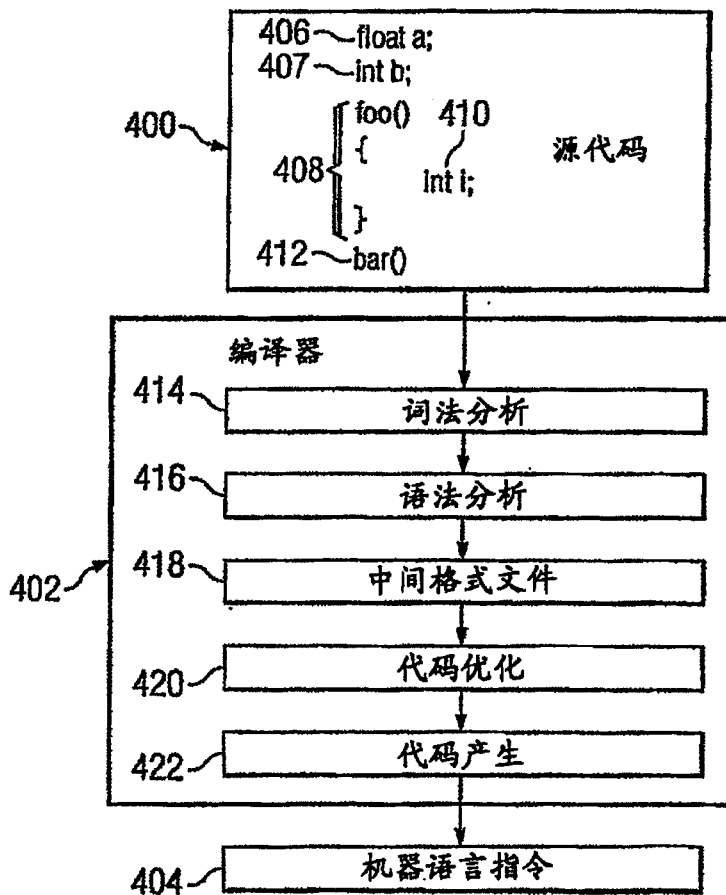 406 float a;
407 int b;
foo() 410
400 { 源代码
408 int i;
}
412 bar()
编译器
414 词法分析
416 语法分析
402 418 中间格式文件
420 代码优化
422 代码产生
404 机器语言指令